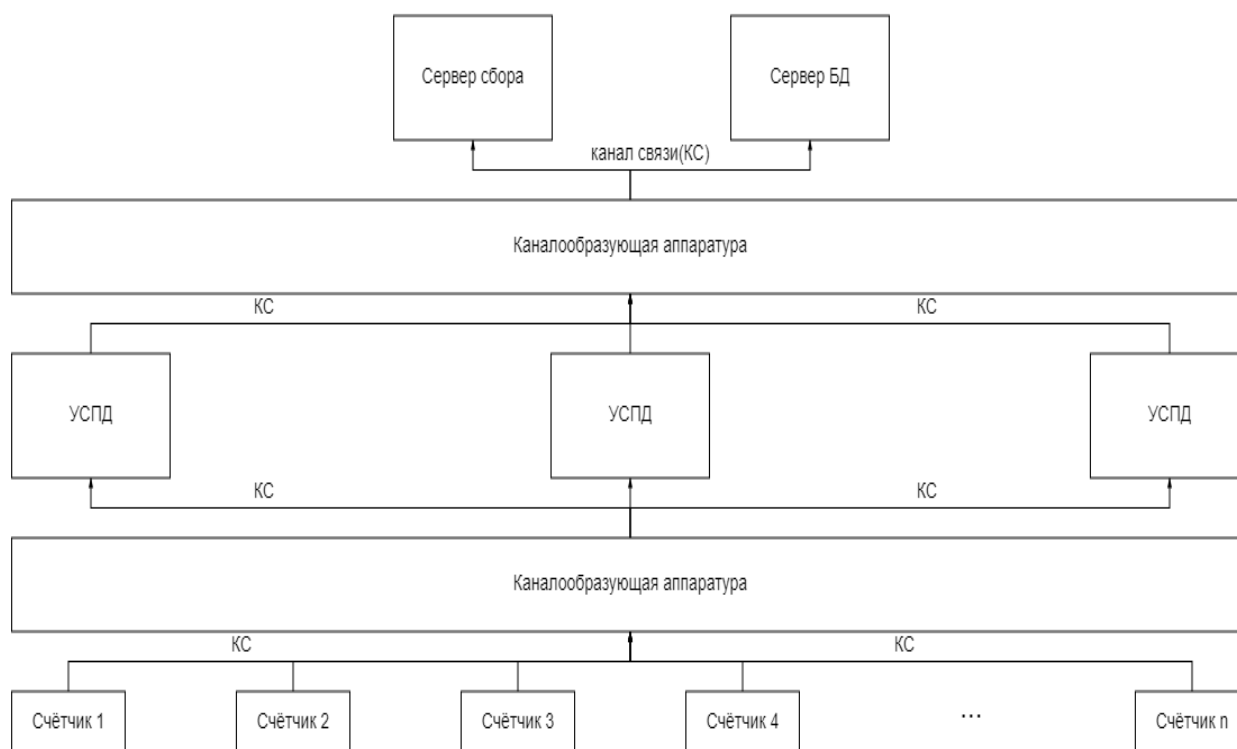 Сервер сбора
Сервер БД
канал связи(КС)
Каналообразующая аппаратура
КС
КС
УСПД
УСПД
УСПД
КС
КС
Каналообразующая аппаратура
КС
КС
Счётчик 1
Счётчик 2
Счётчик 3
Счётчик 4
...
Счётчик n